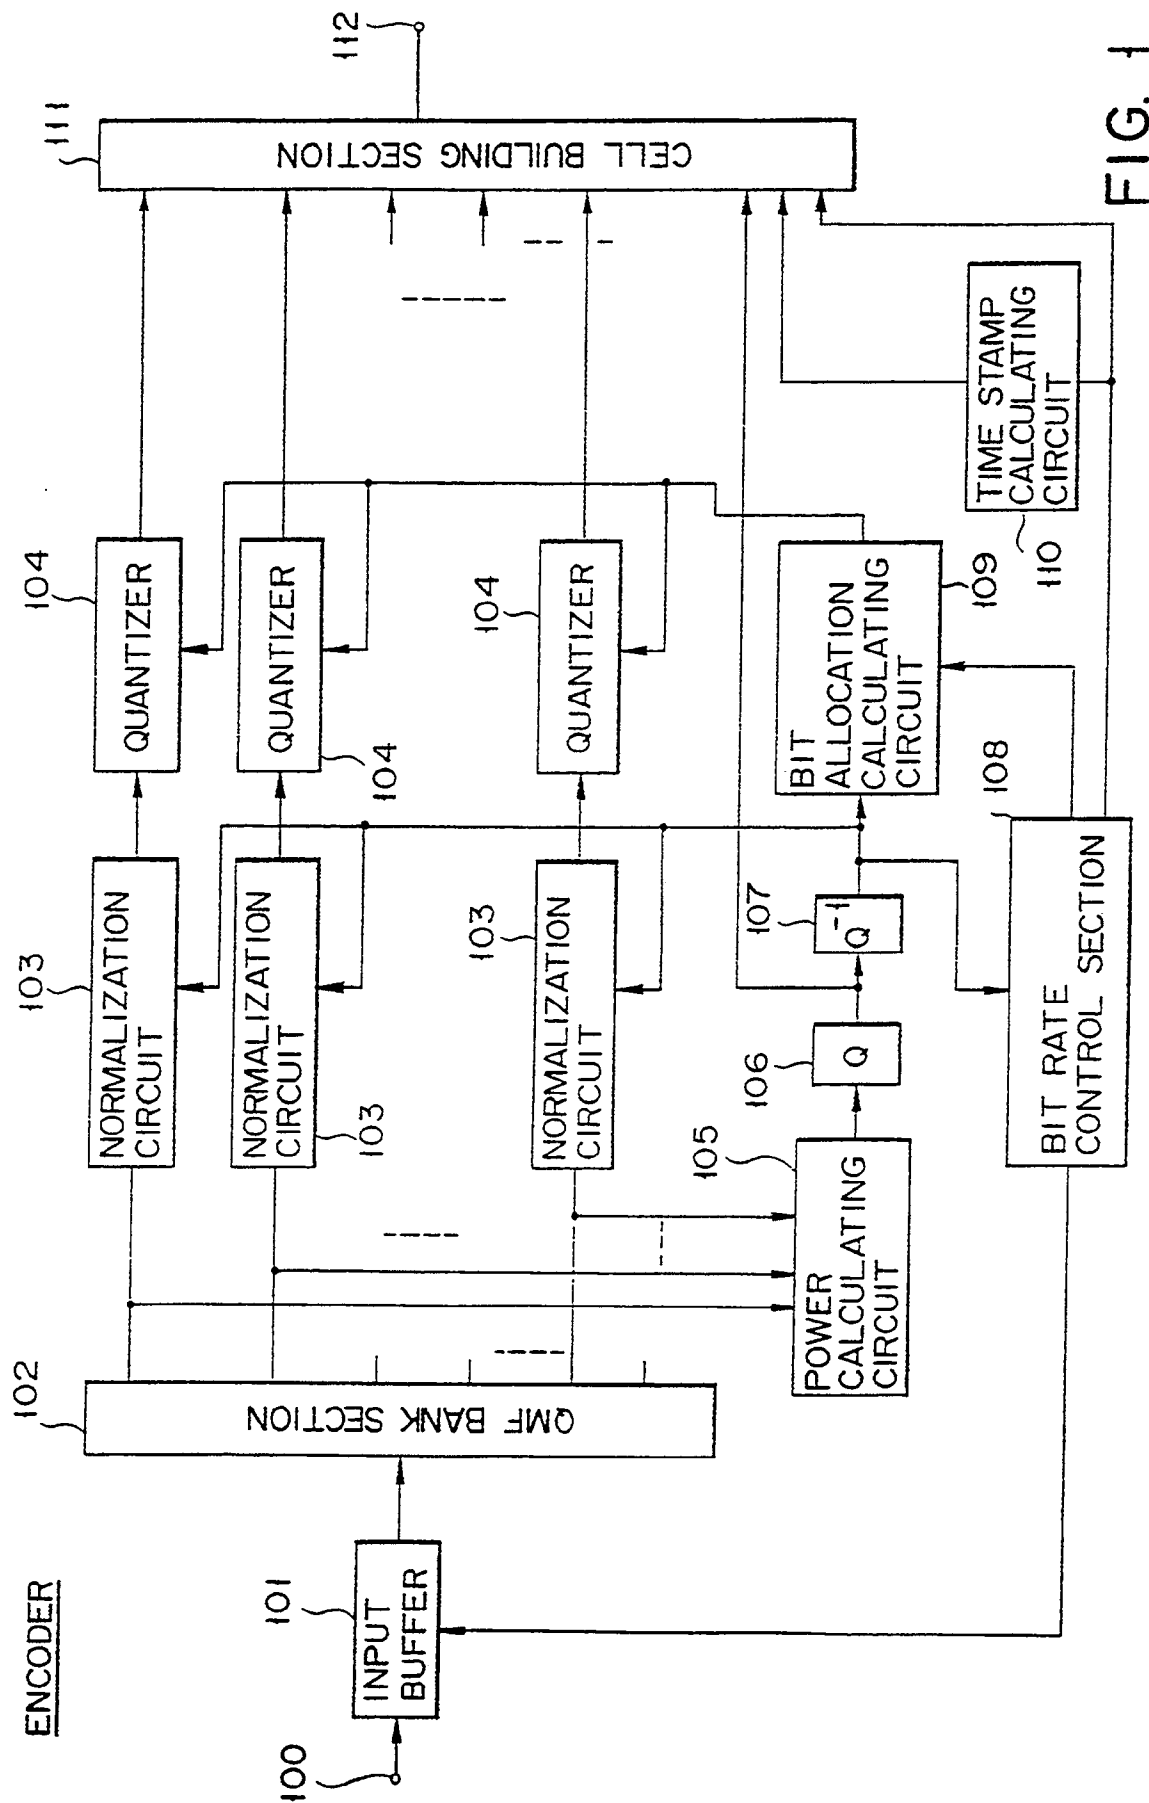 ENCODER
100
101
INPUT
BUFFER
102
QMF BANK SECTION
103
NORMALIZATION
CIRCUIT
NORMALIZATION
CIRCUIT
103
103
NORMALIZATION
CIRCUIT
104
QUANTIZER
QUANTIZER
104
104
QUANTIZER
105
POWER
CALCULATING
CIRCUIT
106
Q
107
Q⁻¹
108
BIT RATE
CONTROL SECTION
109
BIT
ALLOCATION
CALCULATING
CIRCUIT
110
TIME STAMP
CALCULATING
CIRCUIT
111
CELL BUILDING SECTION
112
FIG. 1